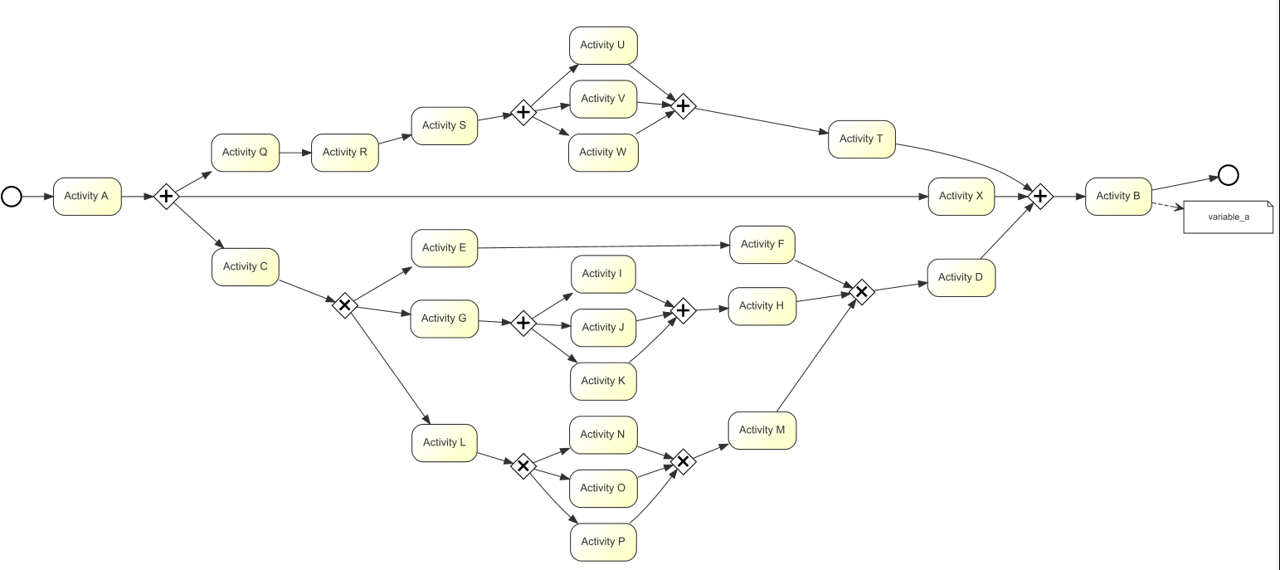 Activity U
Activity V
Activity S
Activity Q
Activity R
Activity W
Activity T
Activity A
Activity X
Activity B
variable_a
Activity E
Activity F
Activity C
Activity I
Activity D
Activity G
Activity J
Activity H
Activity K
Activity L
Activity N
Activity M
Activity O
Activity P